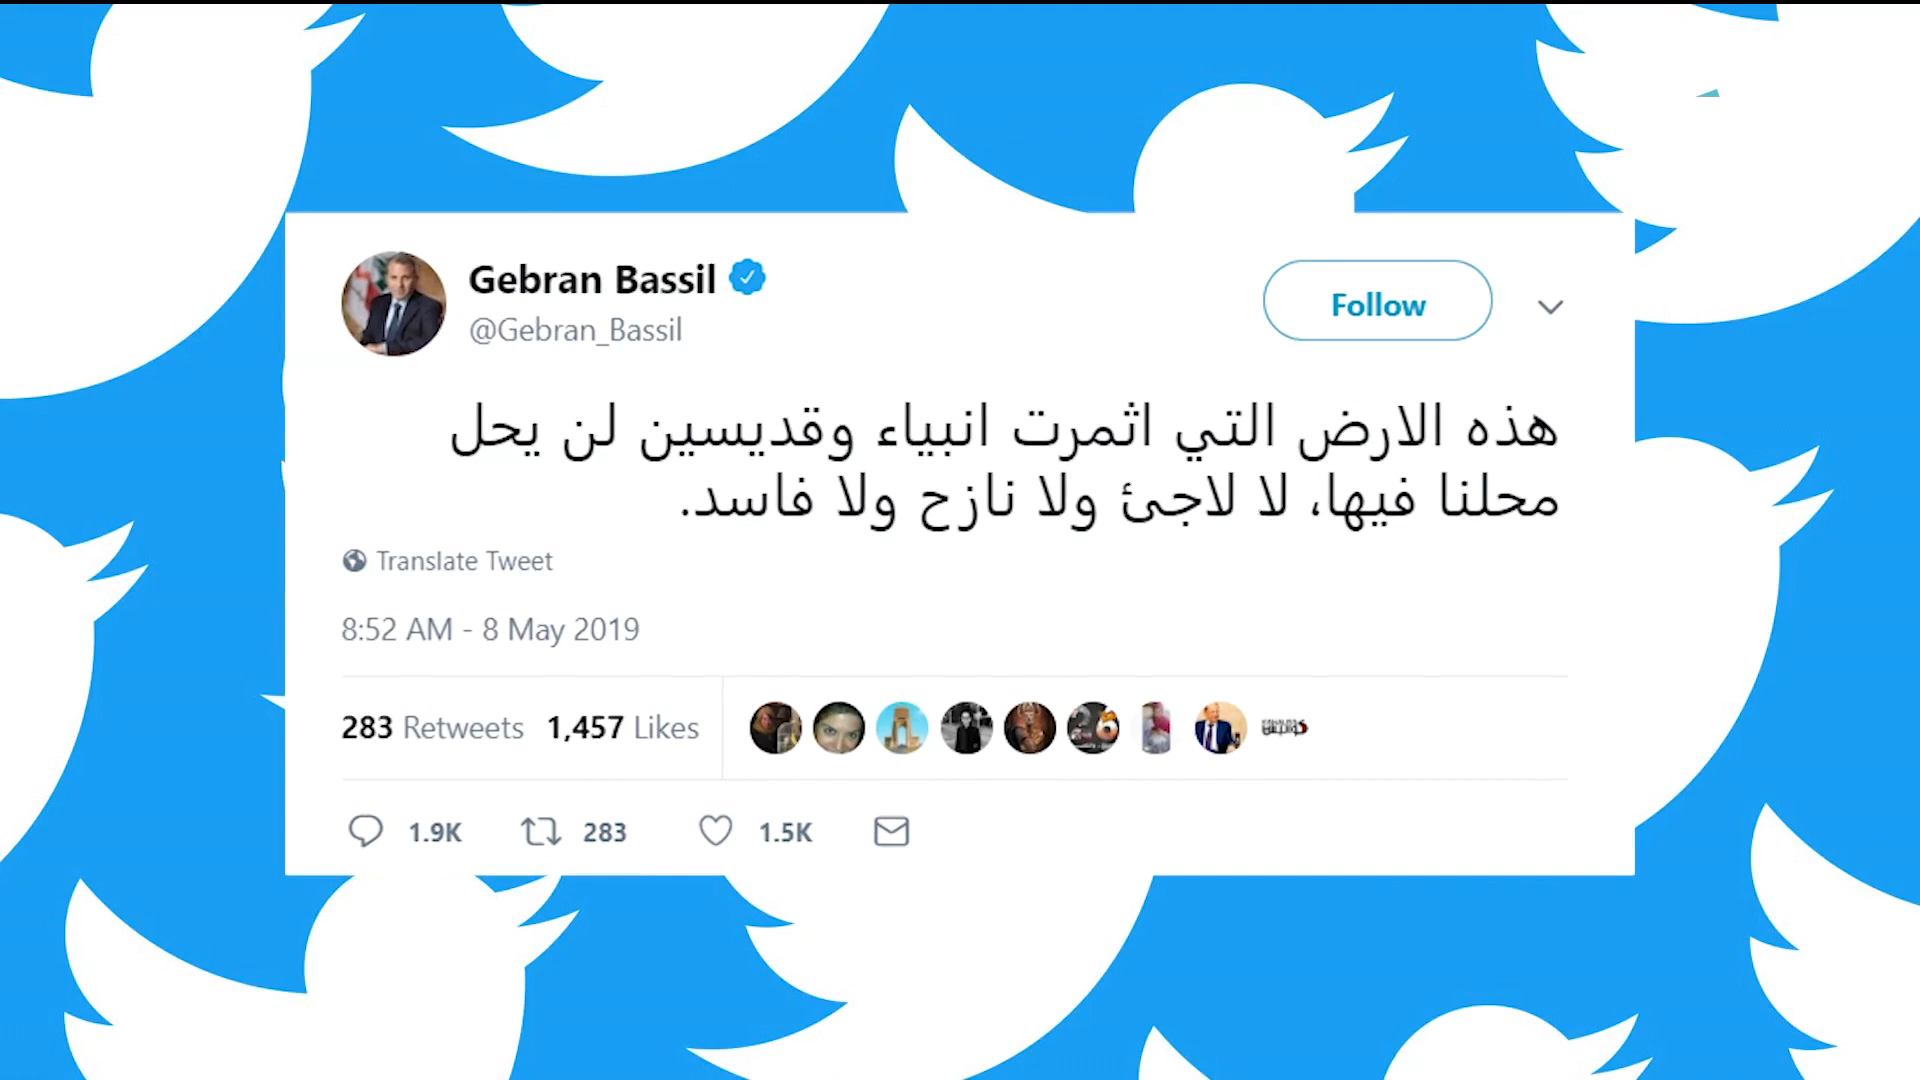 Gebran Bassil
@Gebran_Bassil
Follow
هذه الارض التي اثمرت انبياء وقديسين لن يحل
محلنا فيها، لا لاجئ ولا نازح ولا فاسد.
Translate Tweet
8:52 AM - 8 May 2019
283 Retweets 1,457 Likes
26
1.9K 283 1.5K